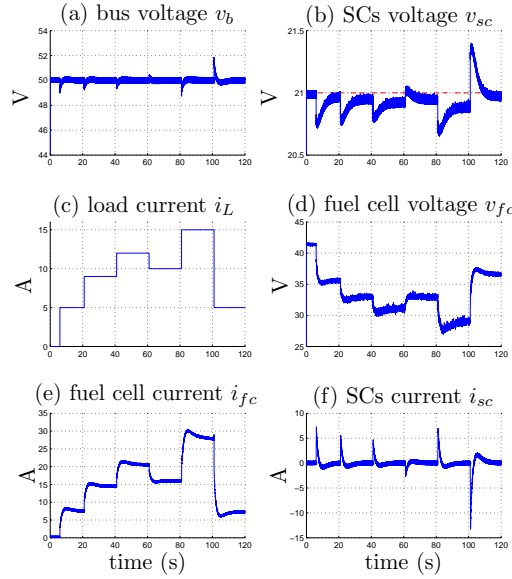 (a) bus voltage v_b
V
54
52
50
48
46
44
0 20 40 60 80 100 120
(b) SCs voltage v_sc
V
21.5
21
20.5
0 20 40 60 80 100 120
(c) load current i_L
A
15
10
5
0
0 20 40 60 80 100 120
(d) fuel cell voltage v_fc
V
45
40
35
30
25
0 20 40 60 80 100 120
(e) fuel cell current i_fc
A
35
30
25
20
15
10
5
0
0 20 40 60 80 100 120
time (s)
(f) SCs current i_sc
A
10
5
0
−5
−10
−15
0 20 40 60 80 100 120
time (s)